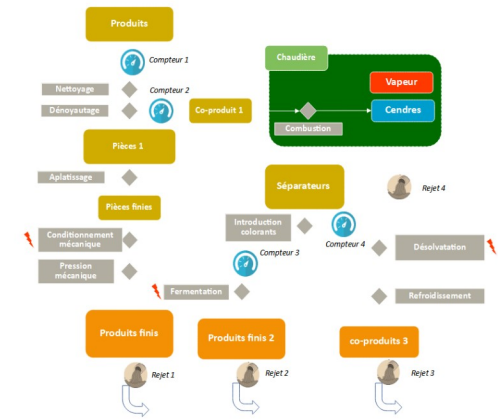 Produits
Compteur 1
Chaudière
Nettoyage
Vapeur
Compteur 2
Dénoyautage
Co-produit 1
Cendres
Combustion
Pièces 1
Aplatissage
Séparateurs
Rejet 4
Pièces finies
Introduction
colorants
Conditionnement
mécanique
Compteur 4
Désolvatation
Compteur 3
Pression
mécanique
Fermentation
Refroidissement
Produits finis
Produits finis 2
co-produits 3
Rejet 1
Rejet 2
Rejet 3